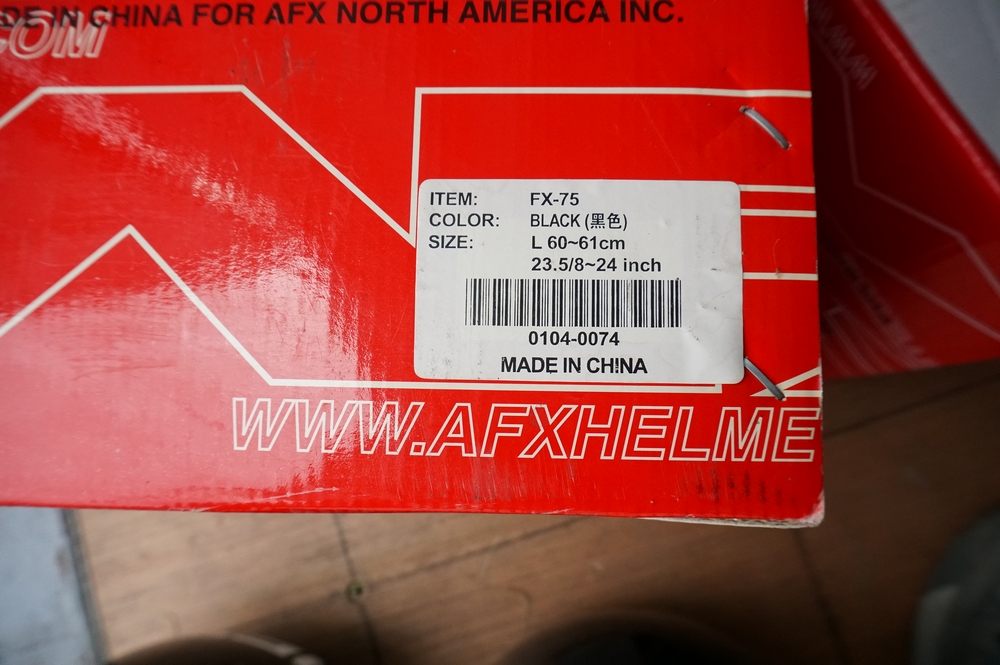 DE IN CHINA FOR AFX NORTH AMERICA INC.
.COM
ITEM: FX-75
COLOR: BLACK (黑色)
SIZE: L 60~61cm
23.5/8~24 inch
0104-0074
MADE IN CHINA
WWW.AFXHELME